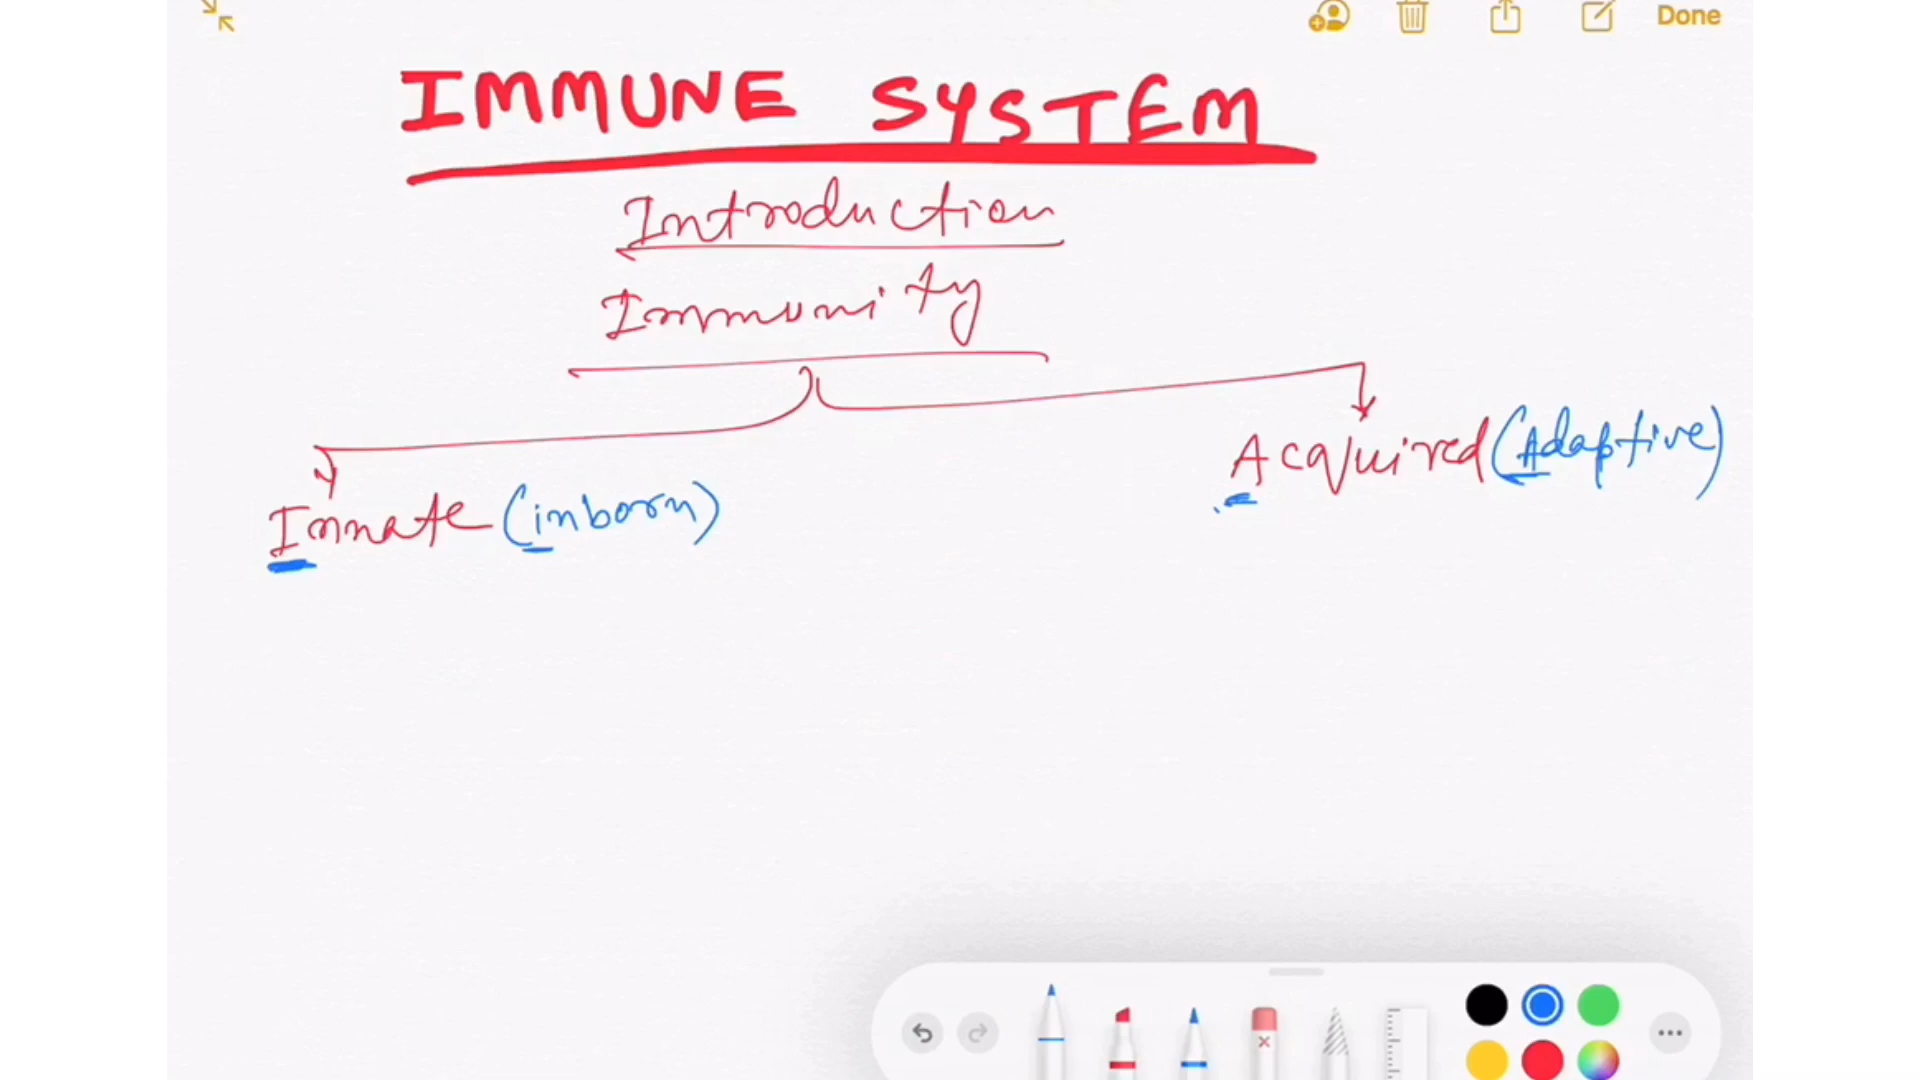 Done
IMMUNE SYSTEM
Introduction
Immunity
Innate (inborn)
Acquired (Adaptive)